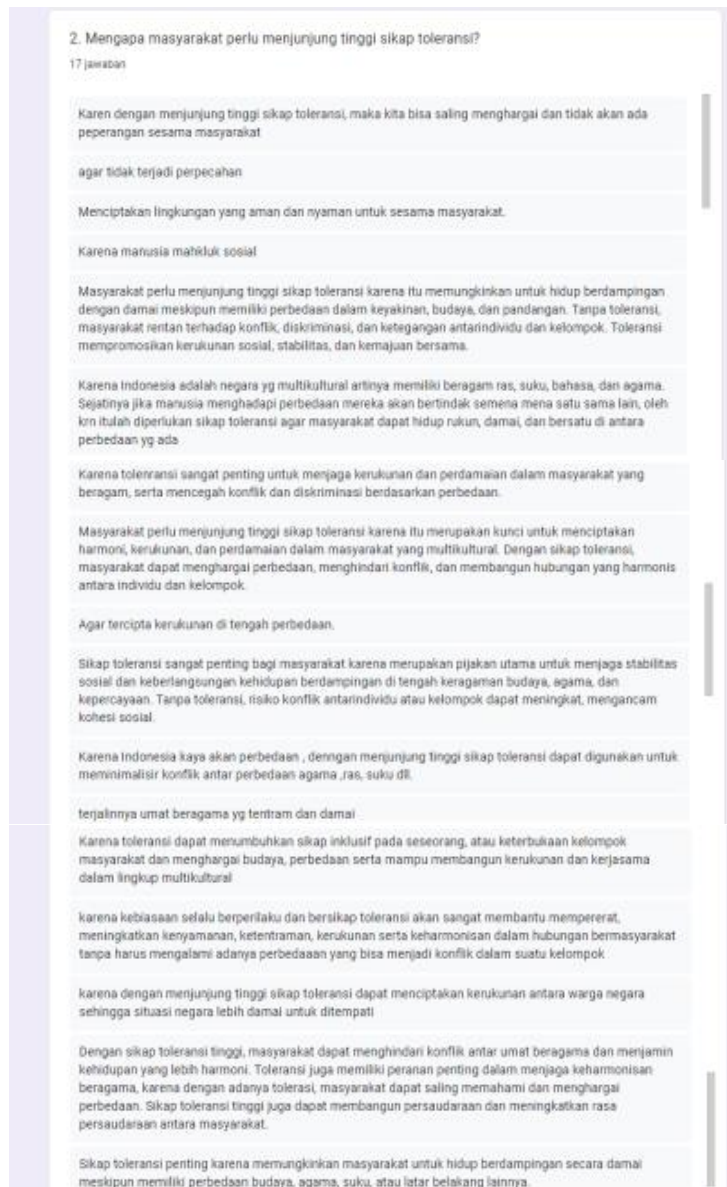 2. Mengapa masyarakat perlu menjunjung tinggi sikap toleransi?
17 jawaban
Karen dengan menjunjung tinggi sikap toleransi, maka kita bisa saling menghargai dan tidak akan ada
peperangan sesama masyarakat
agar tidak terjadi perpecahan
Menciptakan lingkungan yang aman dan nyaman untuk sesama masyarakat.
Karena manusia mahkluk sosial
Masyarakat perlu menjunjung tinggi sikap toleransi karena itu memungkinkan untuk hidup berdampingan
dengan damai meskipun memiliki perbedaan dalam keyakinan, budaya, dan pandangan. Tanpa toleransi,
masyarakat rentan terhadap konflik, diskriminasi, dan ketegangan antarindividu dan kelompok. Toleransi
mempromosikan kerukunan sosial, stabilitas, dan kemajuan bersama.
Karena Indonesia adalah negara yg multikultural artinya memiliki beragam ras, suku, bahasa, dan agama.
Sejatinya jika manusia menghadapi perbedaan mereka akan bertindak semena mena satu sama lain, oleh
krn itulah diperlukan sikap toleransi agar masyarakat dapat hidup rukun, damai, dan bersatu di antara
perbedaan yg ada
Karena tolenransi sangat penting untuk menjaga kerukunan dan perdamaian dalam masyarakat yang
beragam, serta mencegah konflik dan diskriminasi berdasarkan perbedaan.
Masyarakat perlu menjunjung tinggi sikap toleransi karena itu merupakan kunci untuk menciptakan
harmoni, kerukunan, dan perdamaian dalam masyarakat yang multikultural. Dengan sikap toleransi,
masyarakat dapat menghargai perbedaan, menghindari konflik, dan membangun hubungan yang harmonis
antara individu dan kelompok.
Agar tercipta kerukunan di tengah perbedaan.
Sikap toleransi sangat penting bagi masyarakat karena merupakan pijakan utama untuk menjaga stabilitas
sosial dan keberlangsungan kehidupan berdampingan di tengah keragaman budaya, agama, dan
kepercayaan. Tanpa toleransi, risiko konflik antarindividu atau kelompok dapat meningkat, mengancam
kohesi sosial.
Karena Indonesia kaya akan perbedaan , denngan menjunjung tinggi sikap toleransi dapat digunakan untuk
meminimalisir konflik antar perbedaan agama ,ras, suku dll.
terjalinnya umat beragama yg tentram dan damai
Karena toleransi dapat menumbuhkan sikap inklusif pada seseorang, atau keterbukaan kelompok
masyarakat dan menghargai budaya, perbedaan serta mampu membangun kerukunan dan kerjasama
dalam lingkup multikultural
karena kebiasaan selalu berperilaku dan bersikap toleransi akan sangat membantu mempererat,
meningkatkan kenyamanan, ketentraman, kerukunan serta keharmonisan dalam hubungan bermasyarakat
tanpa harus mengalami adanya perbedaaan yang bisa menjadi konflik dalam suatu kelompok
karena dengan menjunjung tinggi sikap toleransi dapat menciptakan kerukunan antara warga negara
sehingga situasi negara lebih damai untuk ditempati
Dengan sikap toleransi tinggi, masyarakat dapat menghindari konflik antar umat beragama dan menjamin
kehidupan yang lebih harmoni. Toleransi juga memiliki peranan penting dalam menjaga keharmonisan
beragama, karena dengan adanya tolerasi, masyarakat dapat saling memahami dan menghargai
perbedaan. Sikap toleransi tinggi juga dapat membangun persaudaraan dan meningkatkan rasa
persaudaraan antara masyarakat.
Sikap toleransi penting karena memungkinkan masyarakat untuk hidup berdampingan secara damai
meskipun memiliki perbedaan budaya, agama, suku, atau latar belakang lainnya.